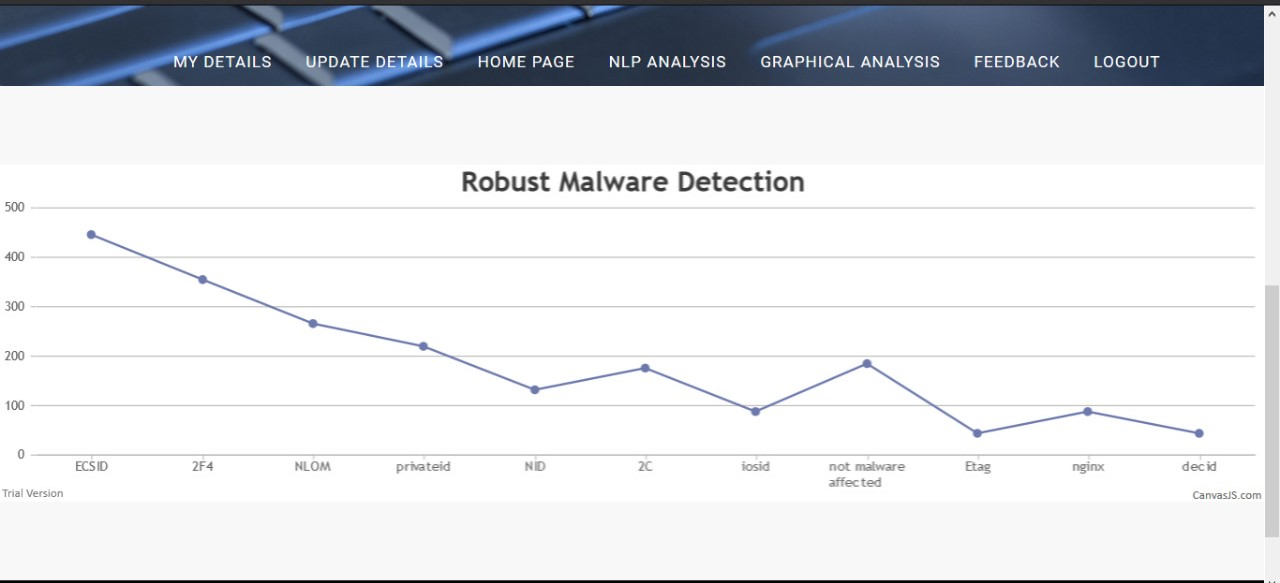 MY DETAILS UPDATE DETAILS HOME PAGE NLP ANALYSIS GRAPHICAL ANALYSIS FEEDBACK LOGOUT
Robust Malware Detection
500
400
300
200
100
0
ECSID 2F4 NLOM privateid NID 2C iosid not malware Etag nginx decid
affected
Trial Version CanvasJS.com